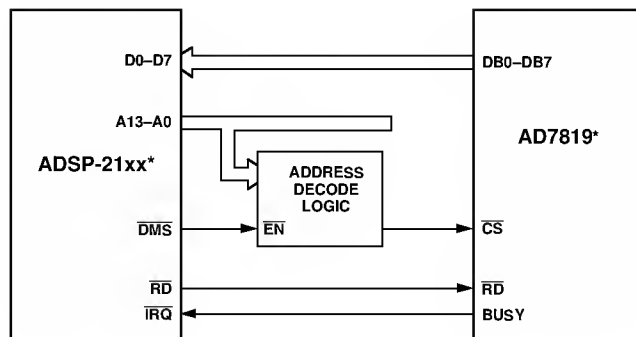 D0–D7
DB0–DB7
A13–A0
ADSP-21xx*
AD7819*
ADDRESS
DECODE
LOGIC
DMS
EN
CS
RD
RD
IRQ
BUSY